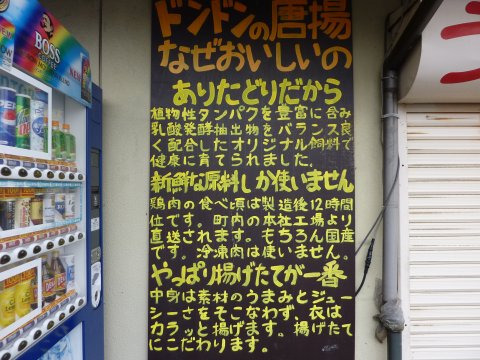 ドンドンの唐揚
なぜおいしいの
ありたどりだから
植物性タンパクを豊富に含み
乳酸発酵抽出物をバランス良
く配合したオリジナル飼料で
健康に育てられました。
新鮮な原料しか使いません
鶏肉の食べ頃は製造後12時間
位です。町内の本社工場より
直送されます。もちろん国産
です。冷凍肉は使いません。
やっぱり揚げたてが一番
中身は素材のうまみとジュー
シーさをそこなわず、衣は
カラッと揚げます。揚げたて
にこだわります。
BOSS